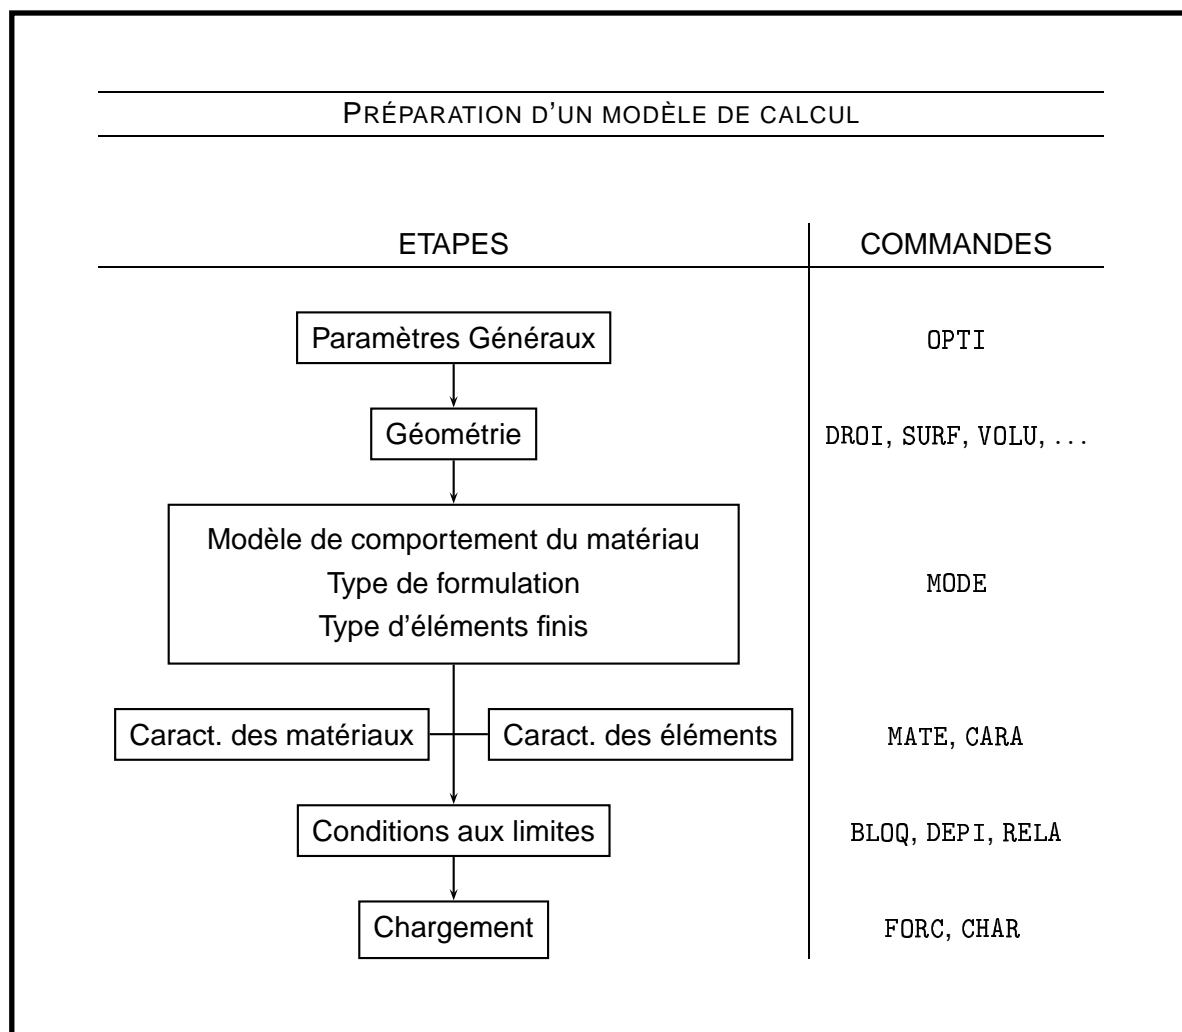 PRÉPARATION D'UN MODÈLE DE CALCUL
ETAPES COMMANDES
Paramètres Généraux OPTI
Géométrie DROI, SURF, VOLU, ...
Modèle de comportement du matériau
Type de formulation MODE
Type d'éléments finis
Caract. des matériaux Caract. des éléments MATE, CARA
Conditions aux limites BLOQ, DEPI, RELA
Chargement FORC, CHAR